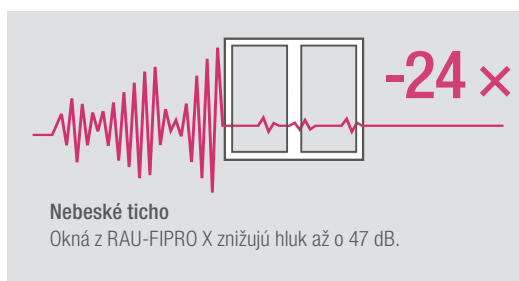 -24 ×
Nebeské ticho
Okná z RAU-FIPRO X znižujú hluk až o 47 dB.